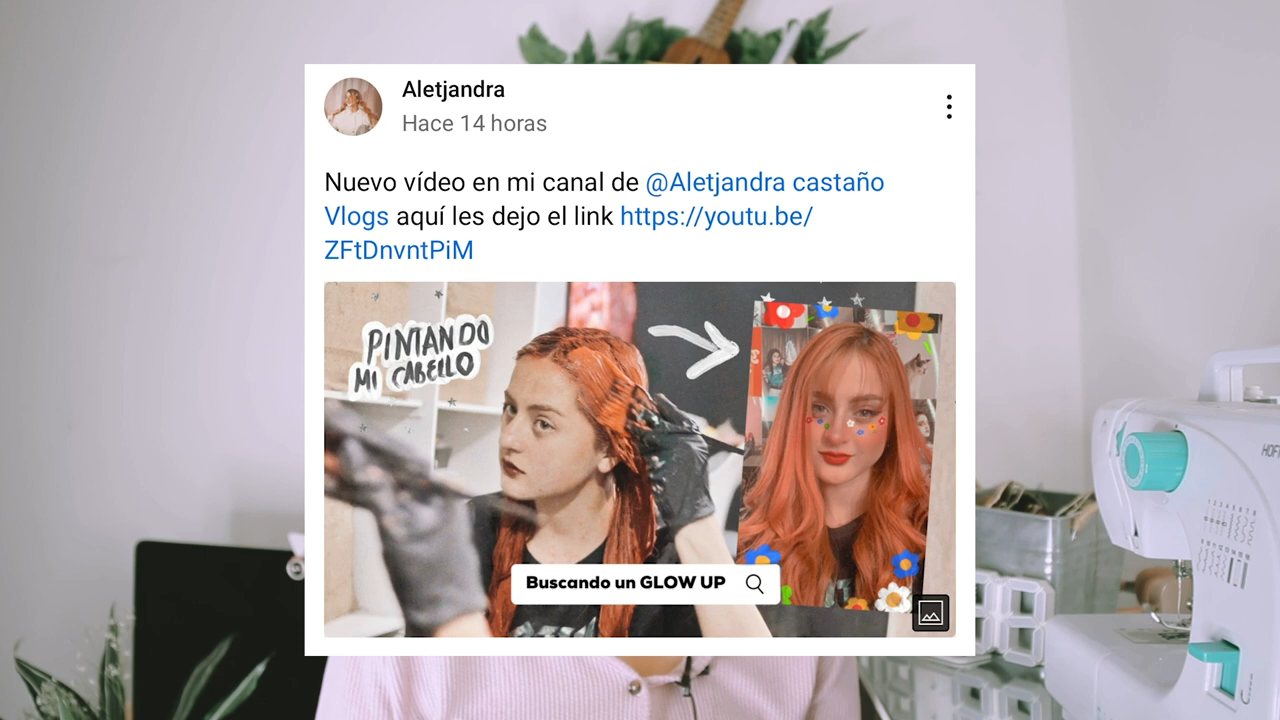 Aletjandra
Hace 14 horas
Nuevo vídeo en mi canal de @Aletjandra castaño
Vlogs aquí les dejo el link https://youtu.be/
ZFtDnvntPiM
PINTANDO
MI CABELLO
Buscando un GLOW UP